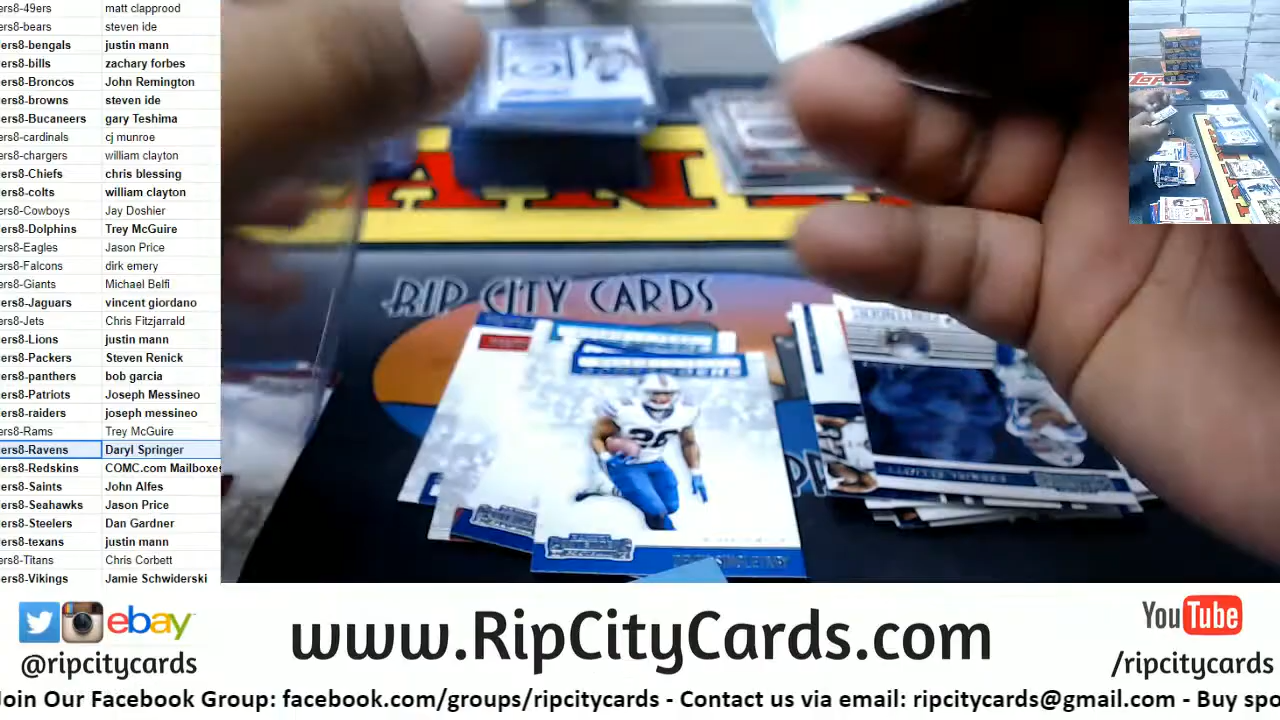 ers8-49ers matt clapprood
ers8-bears steven ide
ers8-bengals justin mann
ers8-bills zachary forbes
ers8-Broncos John Remington
ers8-browns steven ide
ers8-Bucaneers gary Teshima
ers8-cardinals cj munroe
ers8-chargers william clayton
ers8-Chiefs chris blessing
ers8-colts william clayton
ers8-Cowboys Jay Doshier
ers8-Dolphins Trey McGuire
ers8-Eagles Jason Price
ers8-Falcons dirk emery
ers8-Giants Michael Belfi
ers8-Jaguars vincent giordano
ers8-Jets Chris Fitzjarrald
ers8-Lions justin mann
ers8-Packers Steven Renick
ers8-panthers bob garcia
ers8-Patriots Joseph Messineo
ers8-raiders joseph messineo
ers8-Rams Trey McGuire
ers8-Ravens Daryl Springer
ers8-Redskins COMC.com Mailboxes
ers8-Saints John Alfes
ers8-Seahawks Jason Price
ers8-Steelers Dan Gardner
ers8-texans justin mann
ers8-Titans Chris Corbett
ers8-Vikings Jamie Schwiderski
RIP CITY CARDS
ebay
@ripcitycards
www.RipCityCards.com
YouTube
/ripcitycards
Join Our Facebook Group: facebook.com/groups/ripcitycards - Contact us via email: ripcitycards@gmail.com - Buy spo